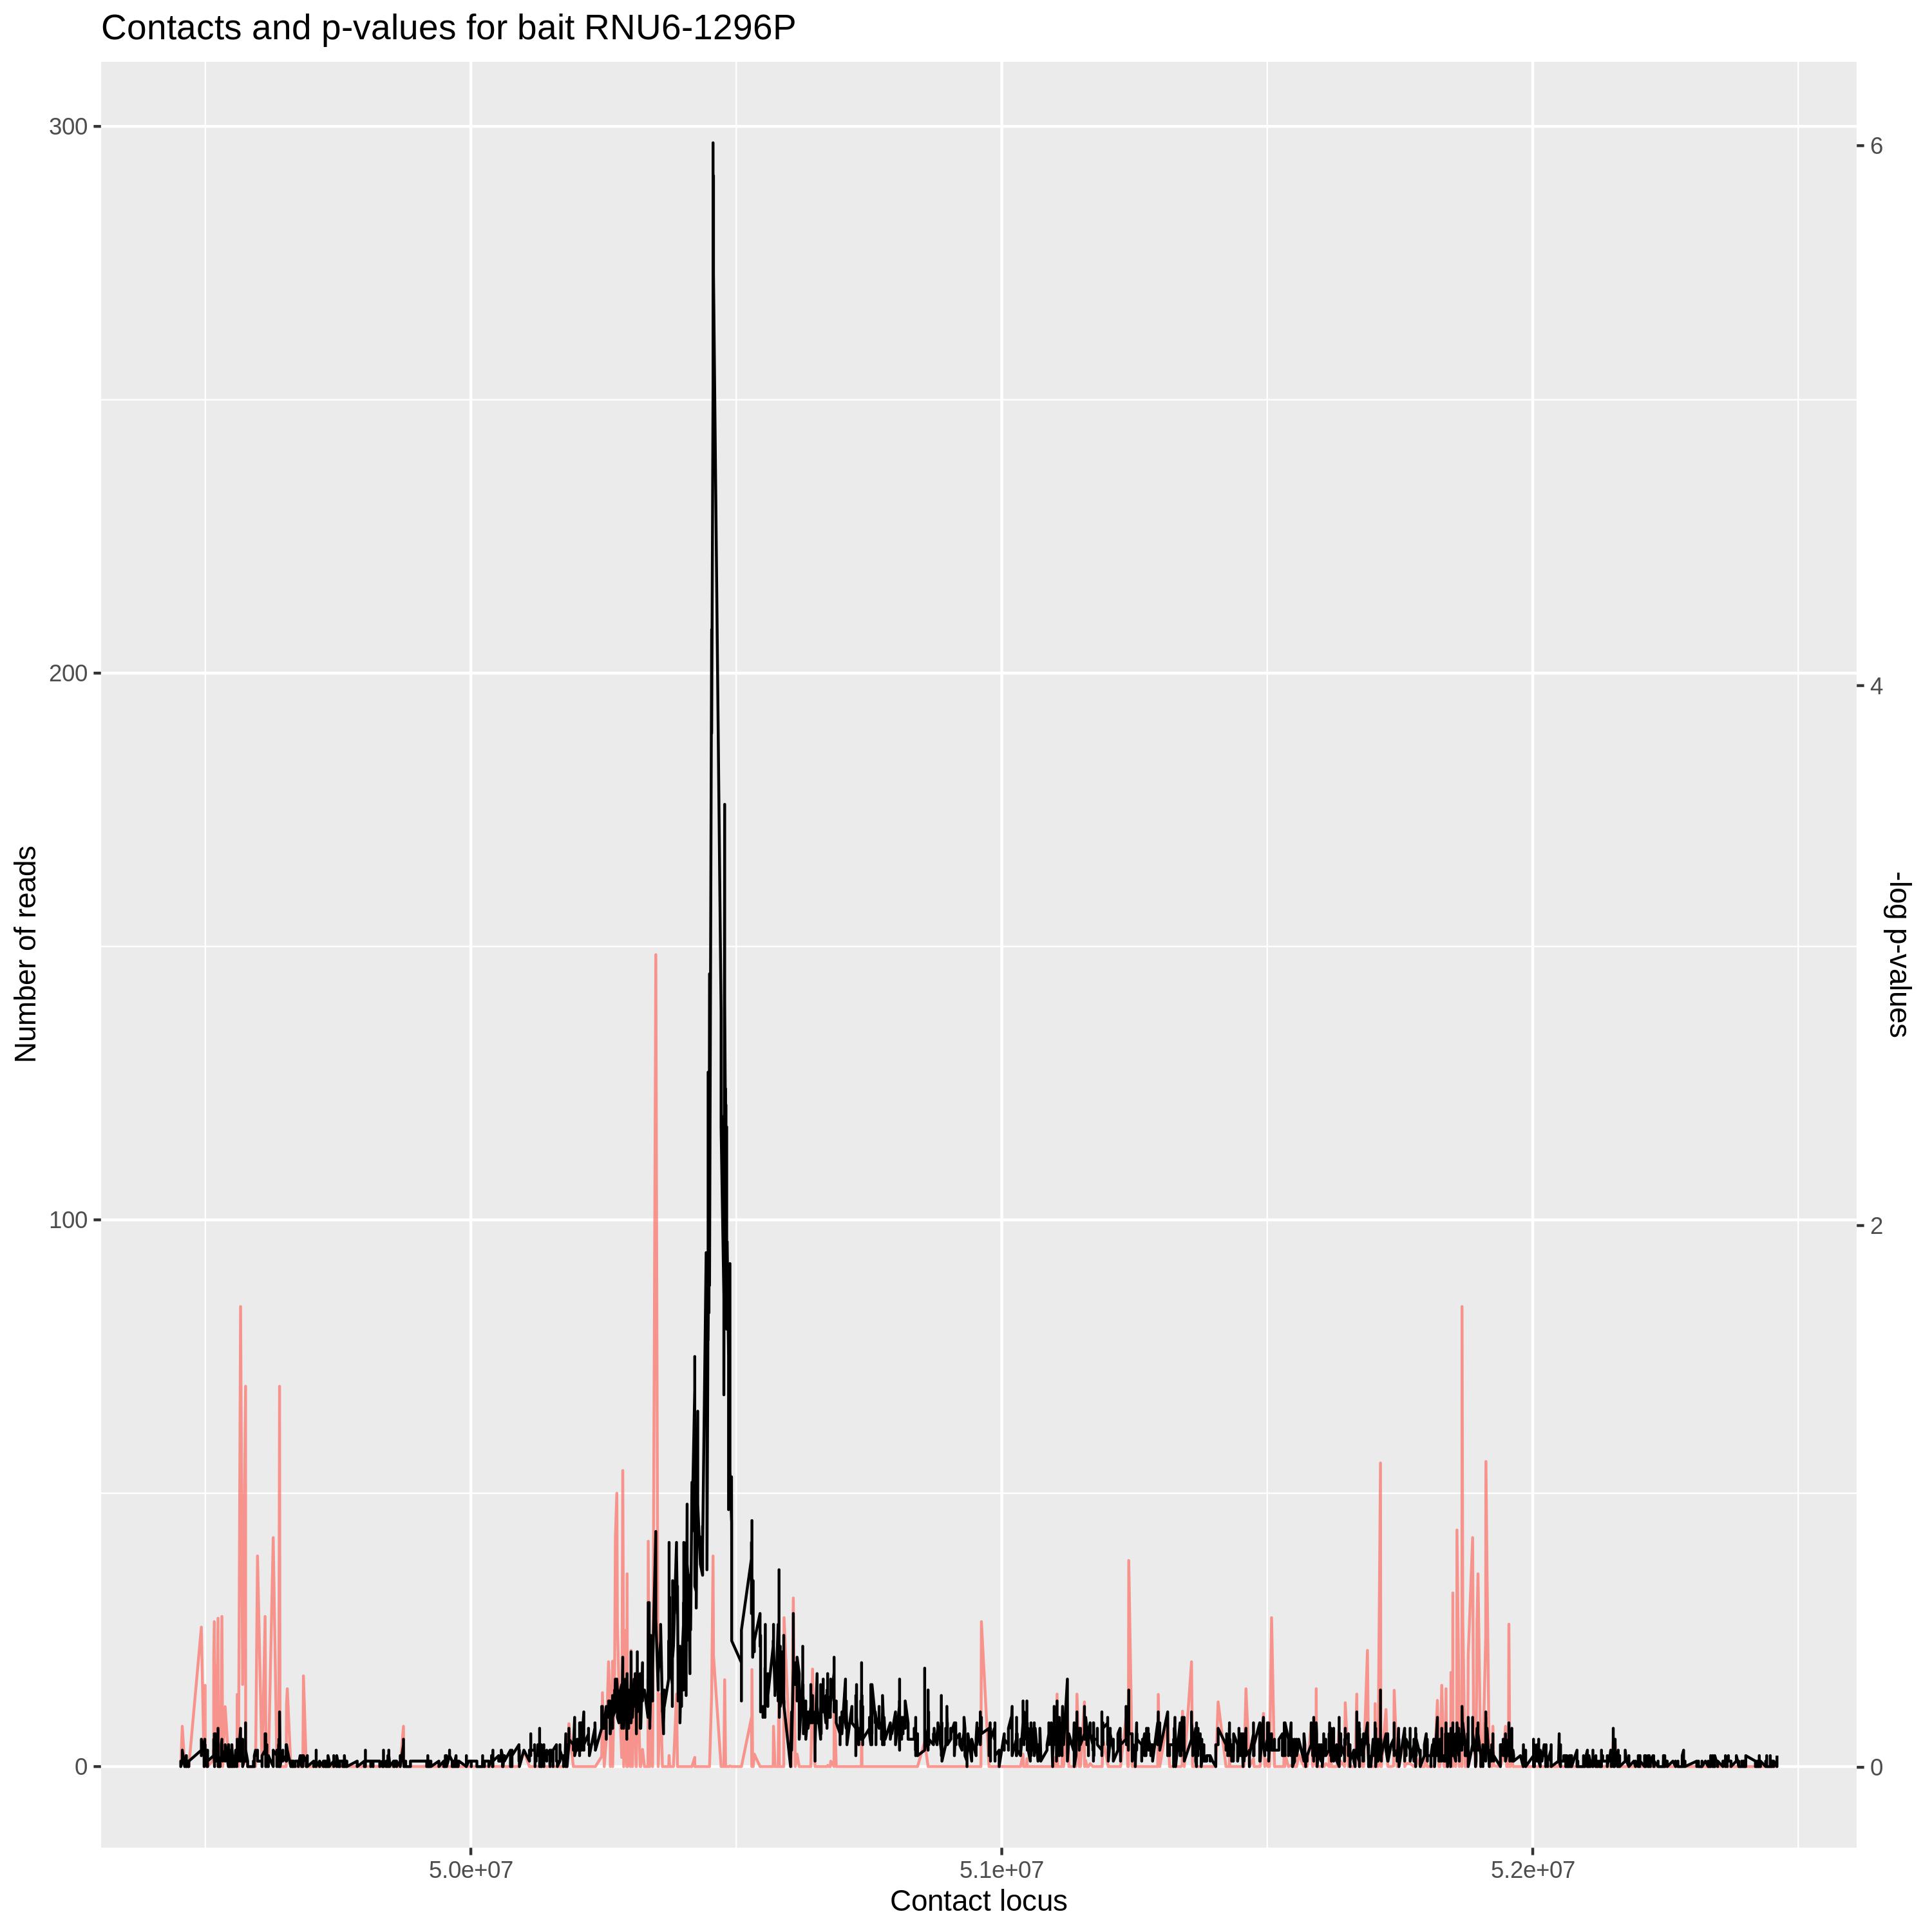 Contacts and p-values for bait RNU6-1296P
300
200
100
0
6
4
2
0
Number of reads
-log p-values
5.0e+07
5.1e+07
5.2e+07
Contact locus